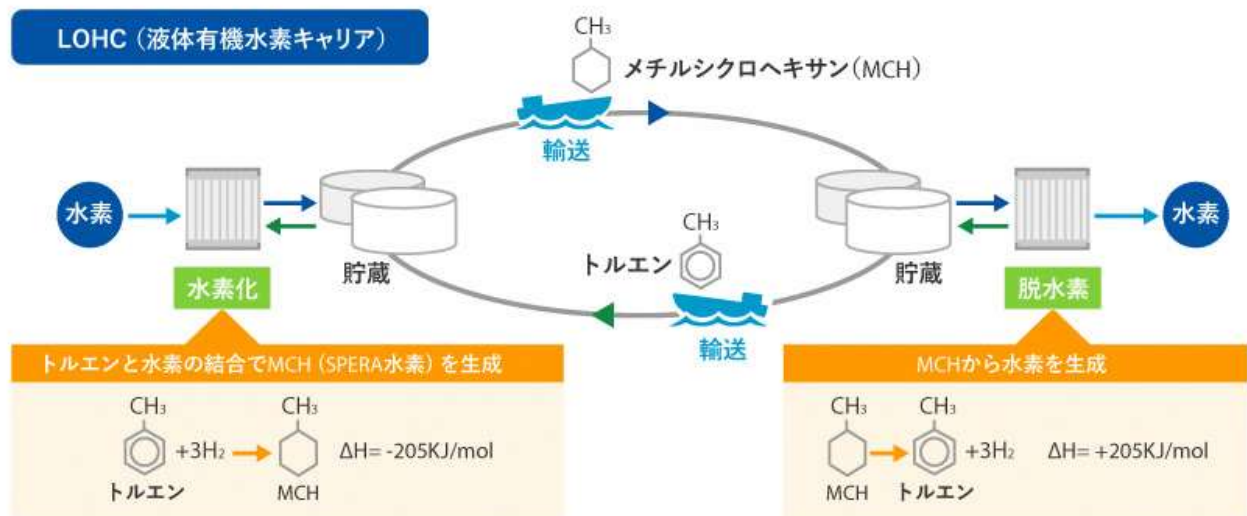 LOHC（液体有機水素キャリア）
CH₃
メチルシクロヘキサン（MCH）
輸送
水素
水素
CH₃
トルエン
貯蔵
貯蔵
水素化
脱水素
輸送
トルエンと水素の結合でMCH（SPERA水素）を生成
CH₃ CH₃
+3H₂ ΔH= -205KJ/mol
トルエン MCH
MCHから水素を生成
CH₃ CH₃
+3H₂ ΔH= +205KJ/mol
MCH トルエン